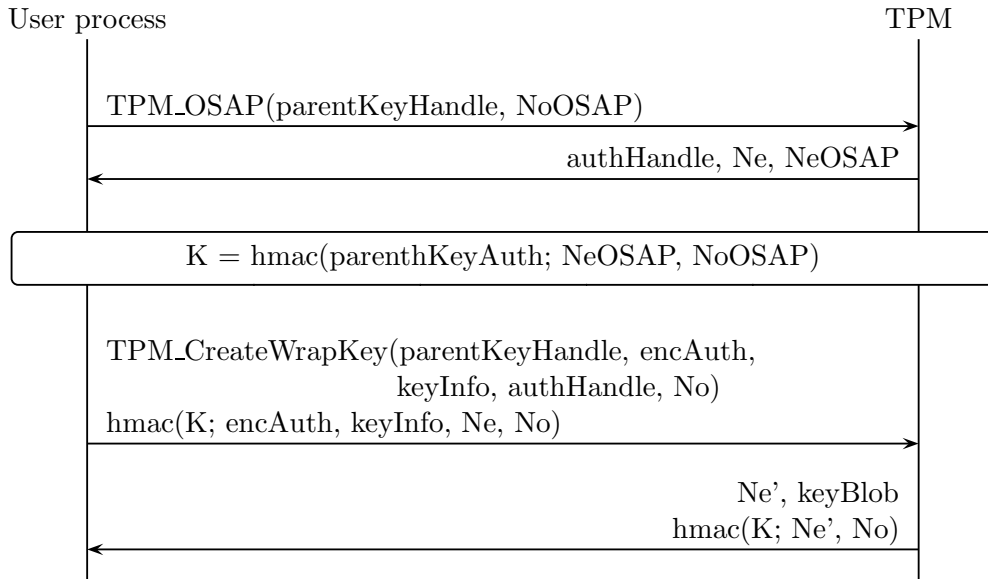 User process
TPM
TPM_OSAP(parentKeyHandle, NoOSAP)
authHandle, Ne, NeOSAP
K = hmac(parenthKeyAuth; NeOSAP, NoOSAP)
TPM_CreateWrapKey(parentKeyHandle, encAuth,
keyInfo, authHandle, No)
hmac(K; encAuth, keyInfo, Ne, No)
Ne’, keyBlob
hmac(K; Ne’, No)